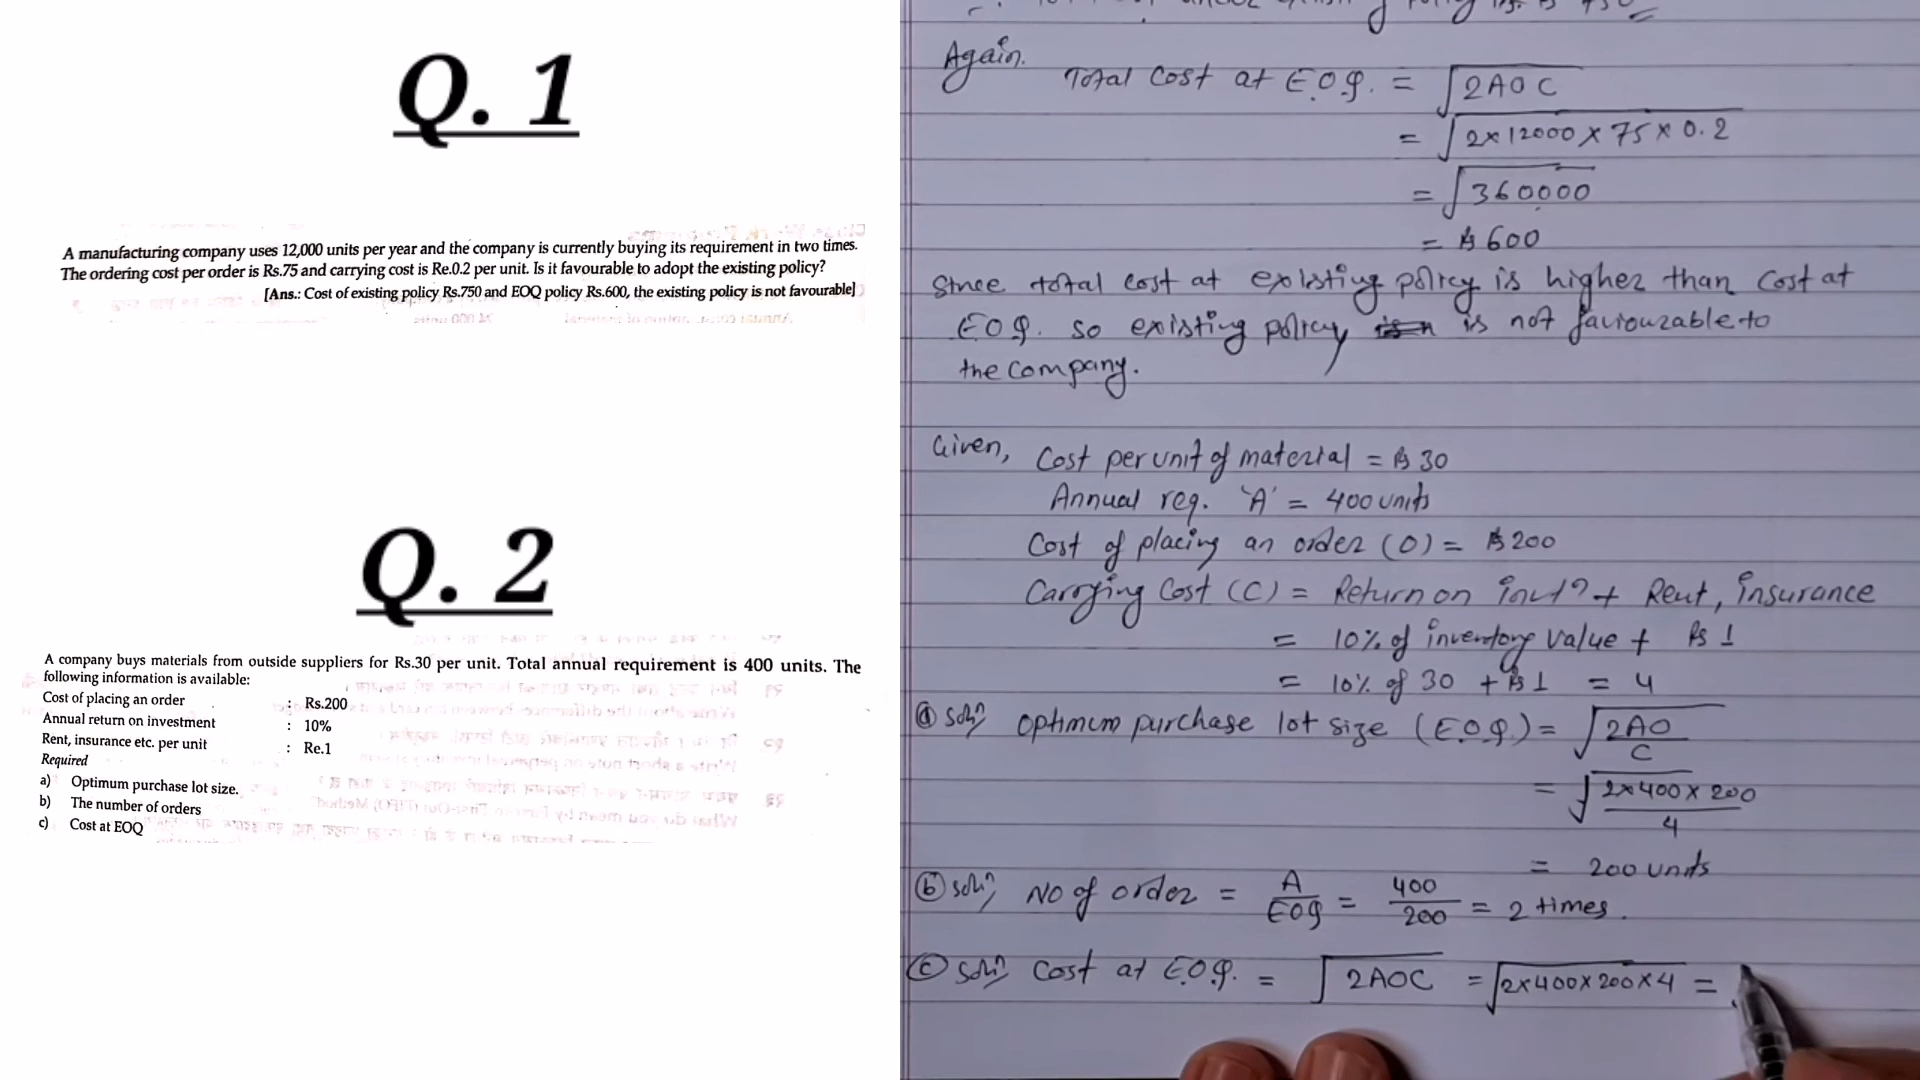 Q. 1
A manufacturing company uses 12,000 units per year and the company is currently buying its requirement in two times.
The ordering cost per order is Rs.75 and carrying cost is Re.0.2 per unit. Is it favourable to adopt the existing policy?
[Ans.: Cost of existing policy Rs.750 and EOQ policy Rs.600, the existing policy is not favourable]
Q. 2
A company buys materials from outside suppliers for Rs.30 per unit. Total annual requirement is 400 units. The
following information is available:
Cost of placing an order : Rs.200
Annual return on investment : 10%
Rent, insurance etc. per unit : Re.1
Required
a) Optimum purchase lot size.
b) The number of orders
c) Cost at EOQ
Again. Total Cost at E.O.Q. = √2AOC
= √2×12000×75×0.2
= √360000
= Rs 600
Since total cost at existing policy is higher than cost at
E.O.Q. so existing policy is not faviourable to
the company.
Given, Cost per unit of material = Rs 30
Annual req. 'A' = 400 units
Cost of placing an order (O) = Rs 200
Carrying Cost (C) = Return on invt? + Rent, insurance
= 10% of inventory value + Rs 1
= 10% of 30 + Rs 1 = 4
(a) Soln, Optimum purchase lot size (E.O.Q.) = √2AO/C
= √2×400×200/4
= 200 units
(b) Soln, No of order = A/EOQ = 400/200 = 2 times.
(c) Soln, Cost at E.O.Q. = √2AOC = √2×400×200×4 =